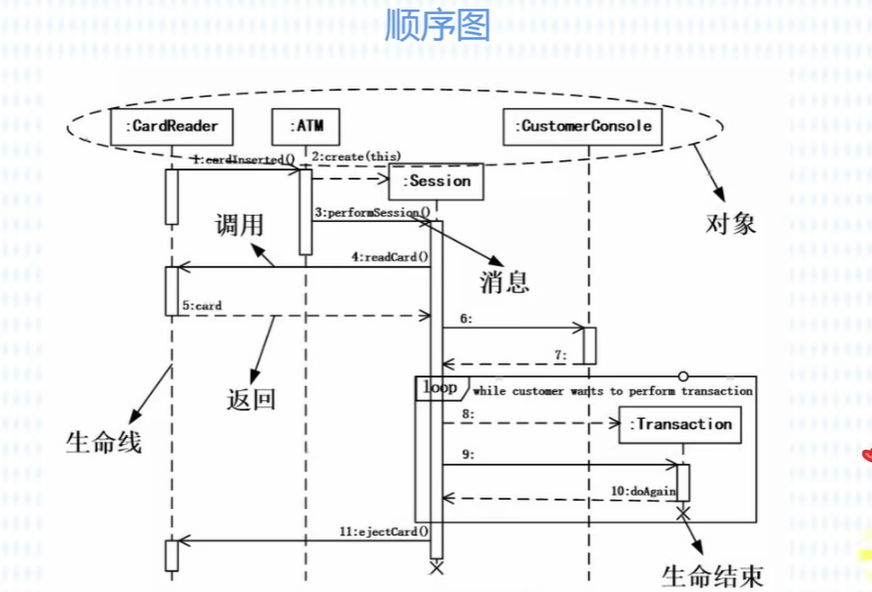 顺序图
:CardReader
:ATM
:CustomerConsole
1:cardInserted()
2:create(this)
:Session
对象
3:performSession()
调用
4:readCard()
消息
5:card
6:
7:
返回
loop
while customer wants to perform transaction
8:
:Transaction
生命线
9:
10:doAgain
11:ejectCard()
生命结束